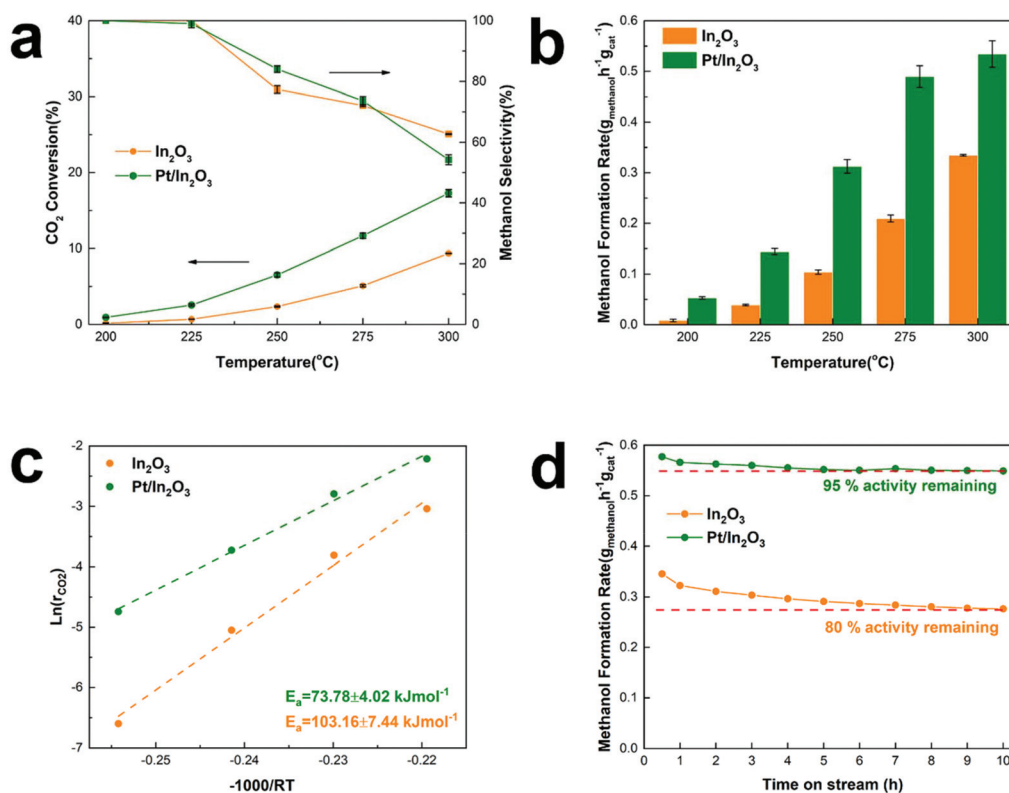 a
40
30
20
10
0
CO₂ Conversion(%)
100
80
60
40
20
0
Methanol Selectivity(%)
In₂O₃
Pt/In₂O₃
200 225 250 275 300
Temperature(°C)
b
0.6
0.5
0.4
0.3
0.2
0.1
0.0
Methanol Formation Rate(g_methanol h⁻¹g_cat⁻¹)
In₂O₃
Pt/In₂O₃
200 225 250 275 300
Temperature(°C)
c
-2
-3
-4
-5
-6
-7
Ln(r_CO2)
In₂O₃
Pt/In₂O₃
Eₐ=73.78±4.02 kJmol⁻¹
Eₐ=103.16±7.44 kJmol⁻¹
-0.25 -0.24 -0.23 -0.22
-1000/RT
d
0.6
0.5
0.4
0.3
0.2
0.1
0.0
Methanol Formation Rate(g_methanol h⁻¹g_cat⁻¹)
95 % activity remaining
In₂O₃
Pt/In₂O₃
80 % activity remaining
1 2 3 4 5 6 7 8 9 10
Time on stream (h)